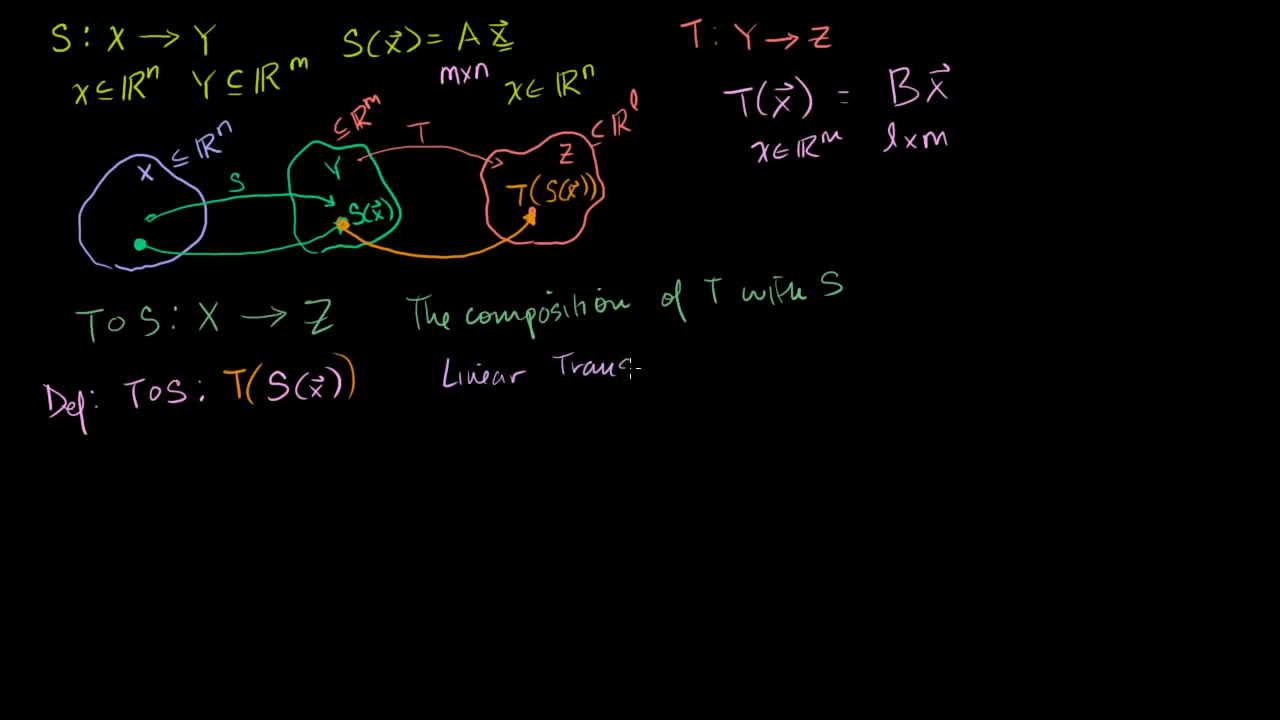 S : X → Y S(x⃗) = A x⃗ T : Y → Z
X ⊆ ℝⁿ Y ⊆ ℝᵐ m×n x ∈ ℝⁿ T(x⃗) = B x⃗
x ∈ ℝᵐ l×m
X ⊆ ℝⁿ S Y ⊆ ℝᵐ T Z ⊆ ℝˡ
S(x⃗) T(S(x⃗))
T∘S : X → Z The composition of T with S
Def: T∘S : T(S(x⃗)) Linear Trans